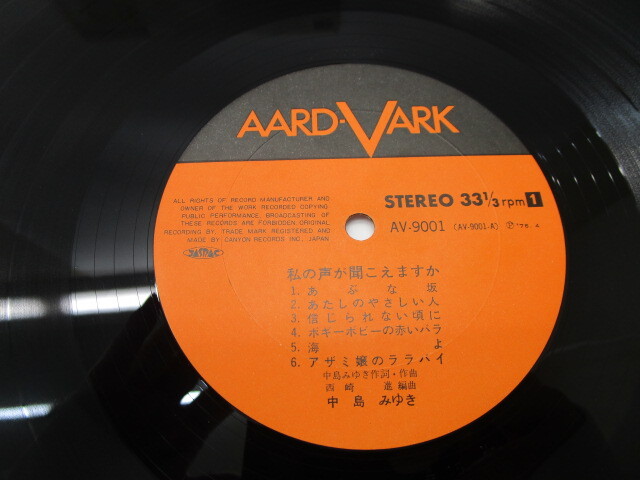 AARD-VARK
ALL RIGHTS OF RECORD MANUFACTURER AND
OWNER OF THE WORK RECORDED COPYING
PUBLIC PERFORMANCE, BROADCASTING OF
THESE RECORDS ARE FORBIDDEN ORIGINAL
RECORDING BY, TRADE MARK REGISTERED AND
MADE BY: CANYON RECORDS INC., JAPAN.
JASRAC
STEREO 33 1/3 rpm 1
AV-9001 (AV-9001-A) Ⓟ '76. 4
私の声が聞こえますか
1. あぶな坂
2. あたしのやさしい人
3. 信じられない頃に
4. ボギーボビーの赤いバラ
5. 海よ
6. アザミ嬢のララバイ
中島みゆき作詞・作曲
西崎 進 編曲
中島 みゆき